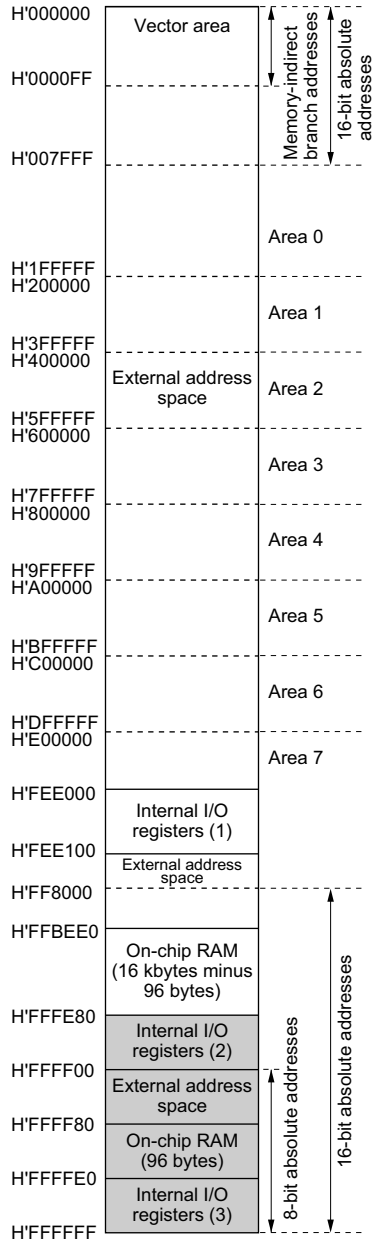 H'000000
Vector area
H'0000FF
Memory-indirect
branch addresses
16-bit absolute
addresses
H'007FFF
Area 0
H'1FFFFF
H'200000
Area 1
H'3FFFFF
H'400000
External address
space
Area 2
H'5FFFFF
H'600000
Area 3
H'7FFFFF
H'800000
Area 4
H'9FFFFF
H'A00000
Area 5
H'BFFFFF
H'C00000
Area 6
H'DFFFFF
H'E00000
Area 7
H'FEE000
Internal I/O
registers (1)
H'FEE100
External address
space
H'FF8000
H'FFBEE0
On-chip RAM
(16 kbytes minus
96 bytes)
H'FFFE80
Internal I/O
registers (2)
H'FFFF00
External address
space
H'FFFF80
On-chip RAM
(96 bytes)
H'FFFFE0
Internal I/O
registers (3)
H'FFFFFF
8-bit absolute addresses
16-bit absolute addresses